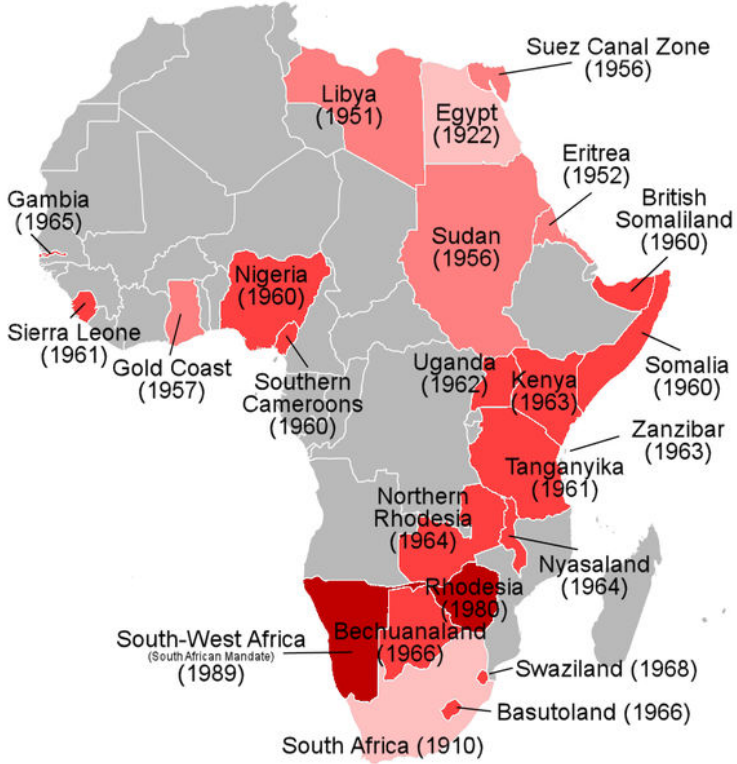 Suez Canal Zone
(1956)
Libya
(1951)
Egypt
(1922)
Eritrea
(1952)
Gambia
(1965)
British
Somaliland
(1960)
Sudan
(1956)
Nigeria
(1960)
Sierra Leone
(1961)
Gold Coast
(1957)
Southern
Cameroons
(1960)
Uganda
(1962)
Kenya
(1963)
Somalia
(1960)
Zanzibar
(1963)
Tanganyika
(1961)
Northern
Rhodesia
(1964)
Nyasaland
(1964)
Rhodesia
(1980)
South-West Africa
(South African Mandate)
(1989)
Bechuanaland
(1966)
Swaziland (1968)
Basutoland (1966)
South Africa (1910)